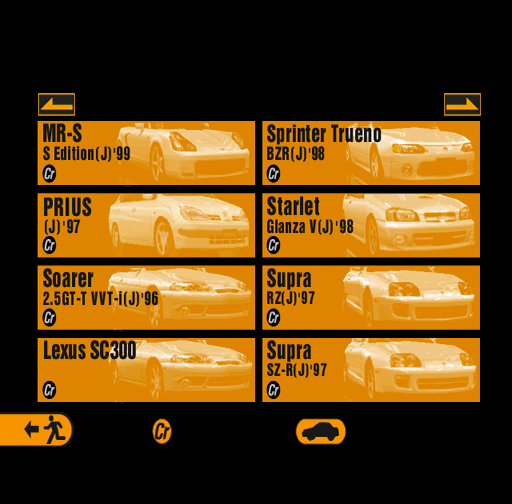 MR-S
S Edition(J)'99
Cr
Sprinter Trueno
BZR(J)'98
Cr
PRIUS
(J)'97
Cr
Starlet
Glanza V(J)'98
Cr
Soarer
2.5GT-T VVT-i(J)'96
Cr
Supra
RZ(J)'97
Cr
Lexus SC300
Cr
Supra
SZ-R(J)'97
Cr
Cr